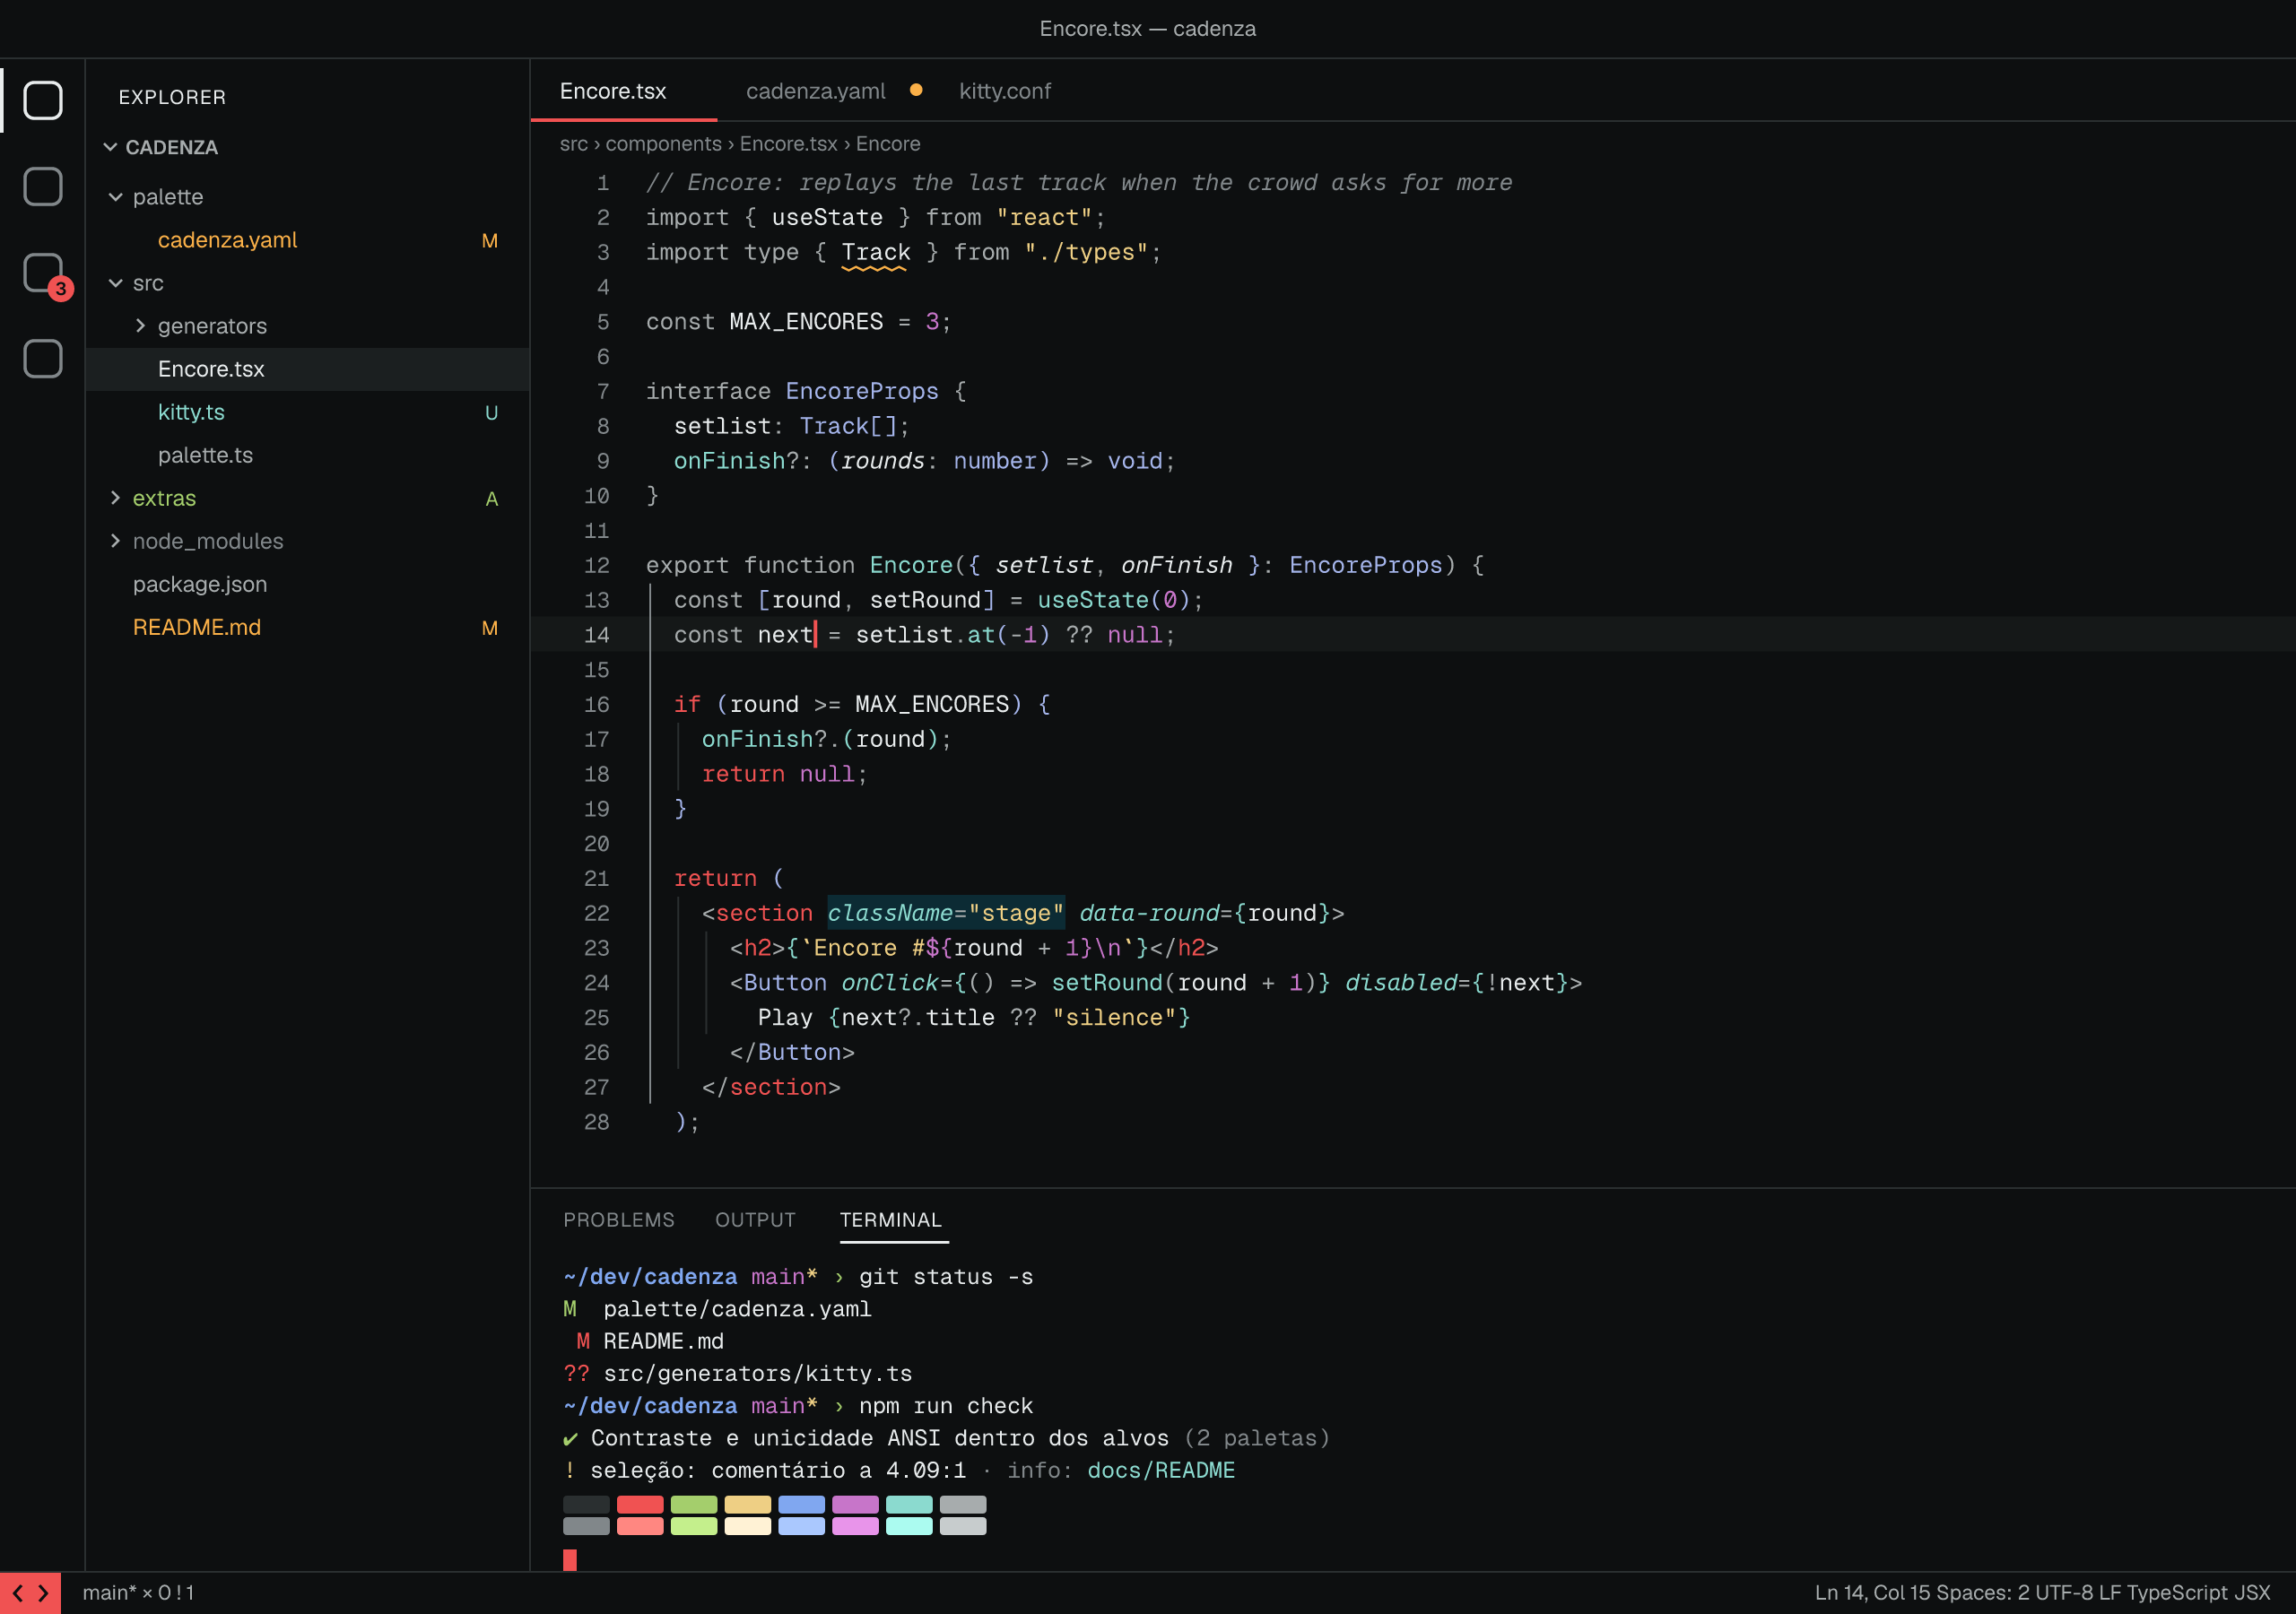 Encore.tsx — cadenza
3
EXPLORER
CADENZA
palette
cadenza.yaml M
src
generators
Encore.tsx
kitty.ts U
palette.ts
extras A
node_modules
package.json
README.md M
Encore.tsx cadenza.yaml kitty.conf
src › components › Encore.tsx › Encore
1 // Encore: replays the last track when the crowd asks for more
2 import { useState } from "react";
3 import type { Track } from "./types";
4
5 const MAX_ENCORES = 3;
6
7 interface EncoreProps {
8   setlist: Track[];
9   onFinish?: (rounds: number) => void;
10 }
11
12 export function Encore({ setlist, onFinish }: EncoreProps) {
13   const [round, setRound] = useState(0);
14   const next = setlist.at(-1) ?? null;
15
16   if (round >= MAX_ENCORES) {
17     onFinish?.(round);
18     return null;
19   }
20
21   return (
22     <section className="stage" data-round={round}>
23       <h2>{`Encore #${round + 1}\n`}</h2>
24       <Button onClick={() => setRound(round + 1)} disabled={!next}>
25         Play {next?.title ?? "silence"}
26       </Button>
27     </section>
28   );
PROBLEMS OUTPUT TERMINAL
~/dev/cadenza main* › git status -s
M  palette/cadenza.yaml
 M README.md
?? src/generators/kitty.ts
~/dev/cadenza main* › npm run check
✔ Contraste e unicidade ANSI dentro dos alvos (2 paletas)
! seleção: comentário a 4.09:1 · info: docs/README
main* × 0 ! 1
Ln 14, Col 15 Spaces: 2 UTF-8 LF TypeScript JSX